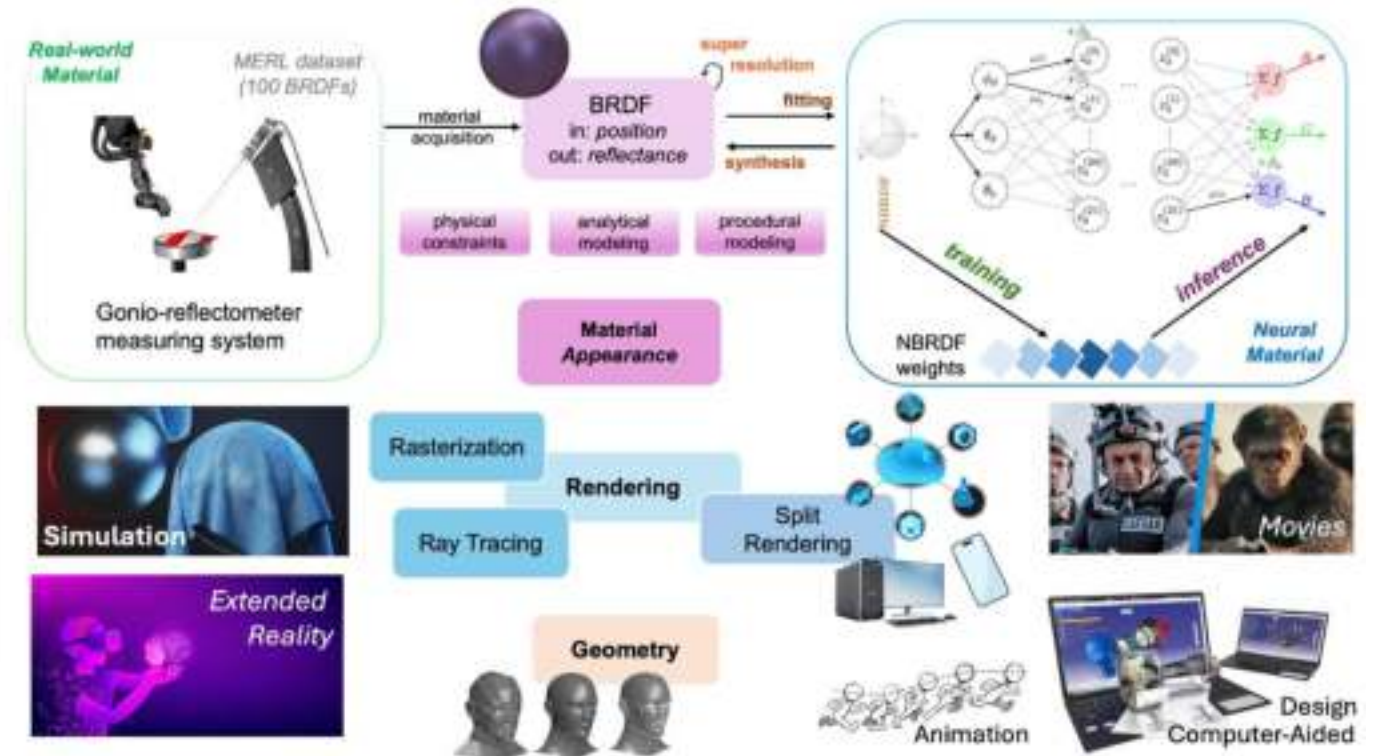 Real-world
Material
MERL dataset
(100 BRDFs)
Gonio-reflectometer
measuring system
material
acquisition
BRDF
in: position
out: reflectance
super
resolution
fitting
synthesis
physical
constraints
analytical
modeling
procedural
modeling
Material
Appearance
training
inference
NBRDF
weights
Neural
Material
Simulation
Extended
Reality
Rasterization
Rendering
Ray Tracing
Split
Rendering
Geometry
Movies
Animation
Design
Computer-Aided